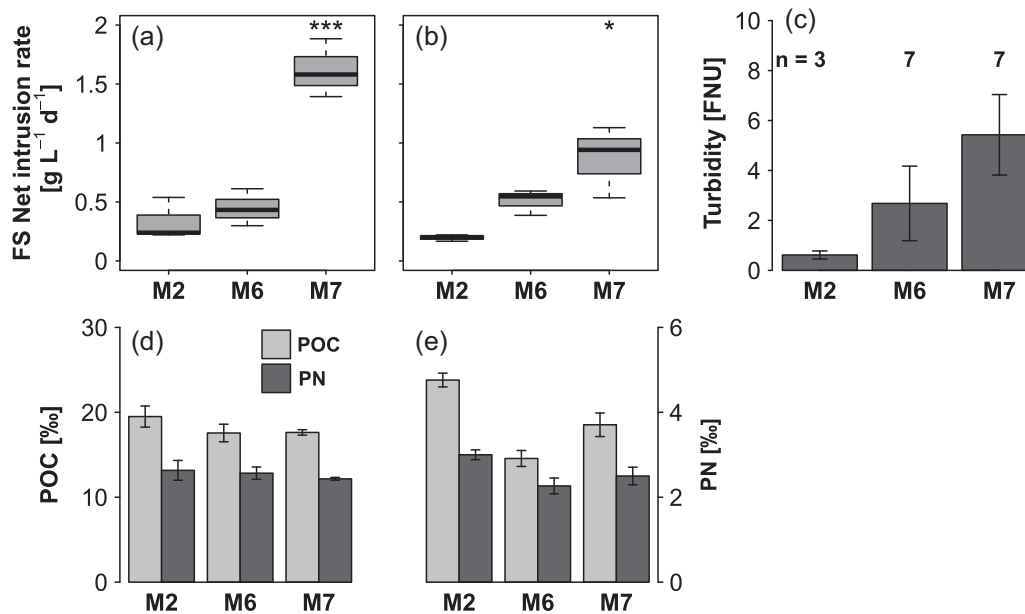 FS Net intrusion rate
[g L⁻¹ d⁻¹]
2
1.5
1
0.5
0
(a)
***
M2 M6 M7
(b)
*
M2 M6 M7
(c)
Turbidity [FNU]
10
8
6
4
2
0
n = 3 7 7
M2 M6 M7
POC [‰]
30
20
10
0
(d)
POC
PN
M2 M6 M7
(e)
M2 M6 M7
6
4
2
0
PN [‰]